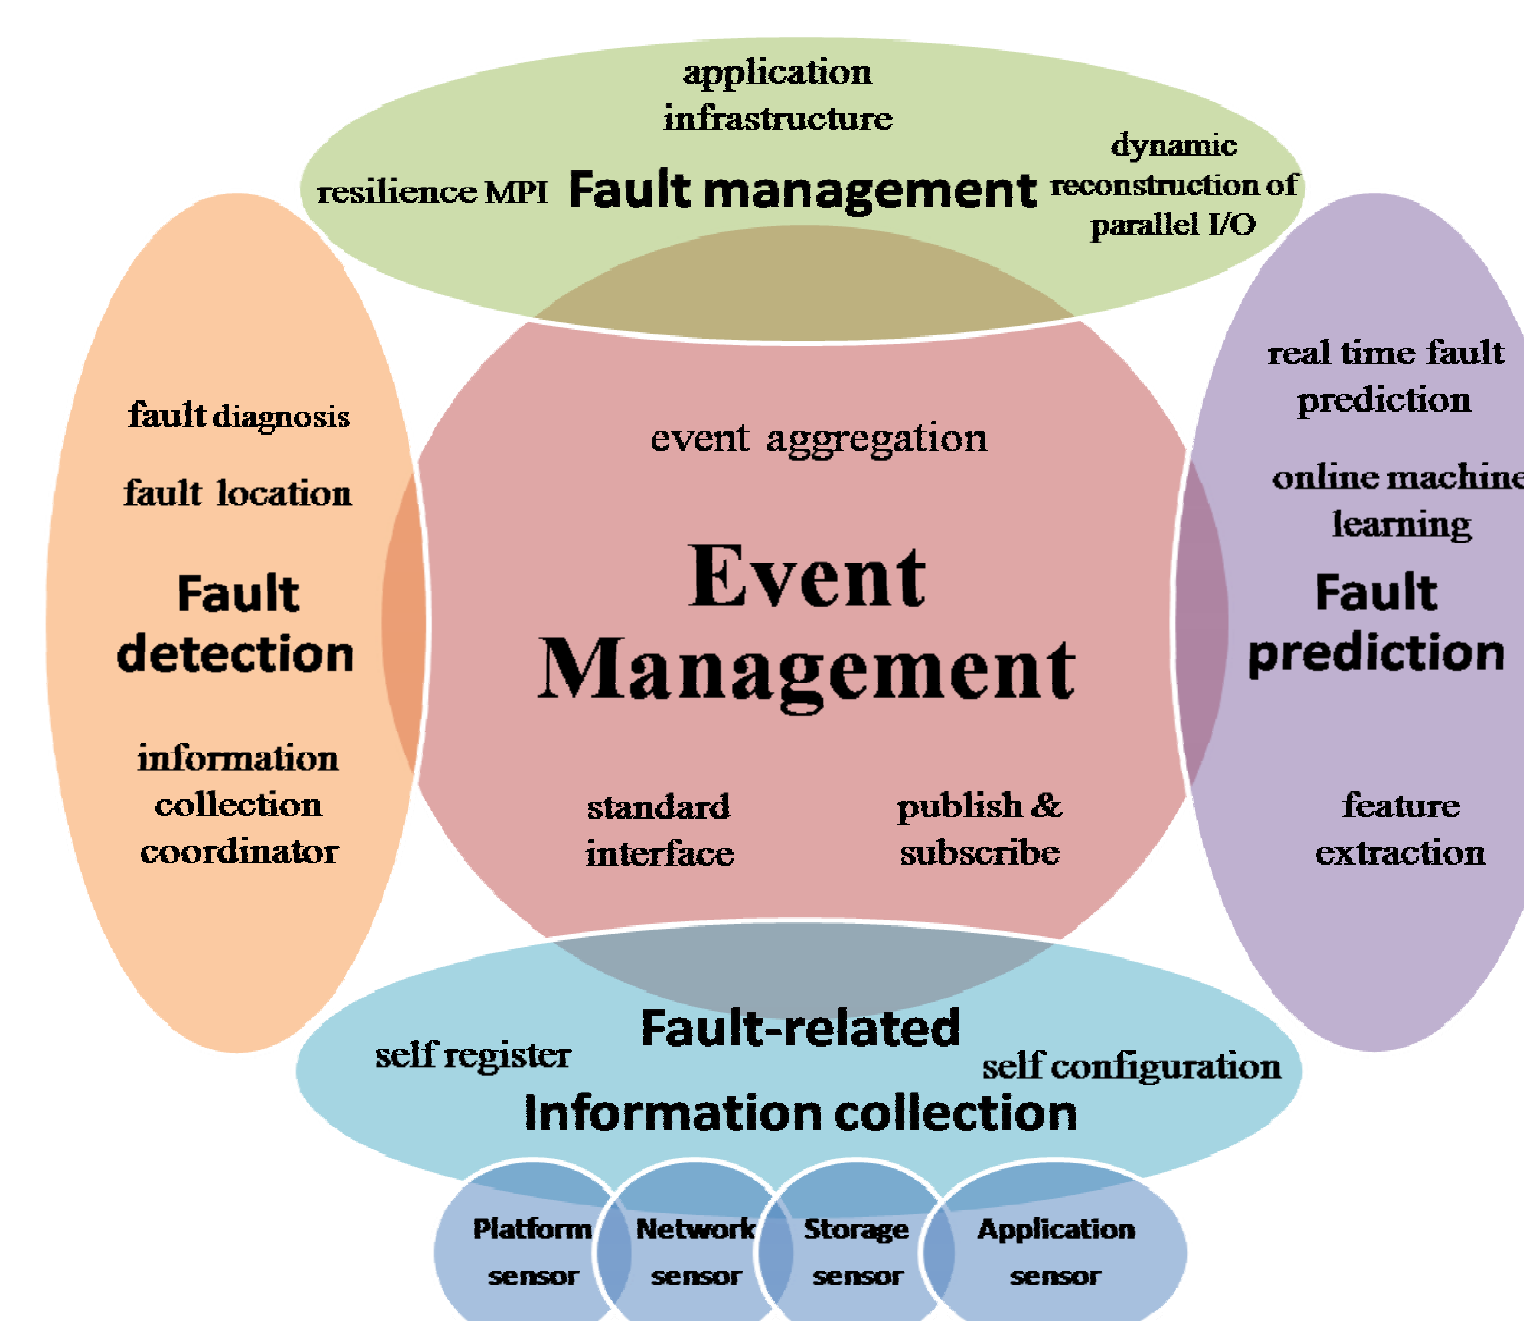 application
infrastructure
dynamic
reconstruction of
parallel I/O
resilience MPI
Fault management
real time fault
prediction
online machine
learning
Fault
prediction
feature
extraction
fault diagnosis
fault location
Fault
detection
information
collection
coordinator
event aggregation
Event
Management
standard
interface
publish &
subscribe
Fault-related
Information collection
self register
self configuration
Platform
sensor
Network
sensor
Storage
sensor
Application
sensor